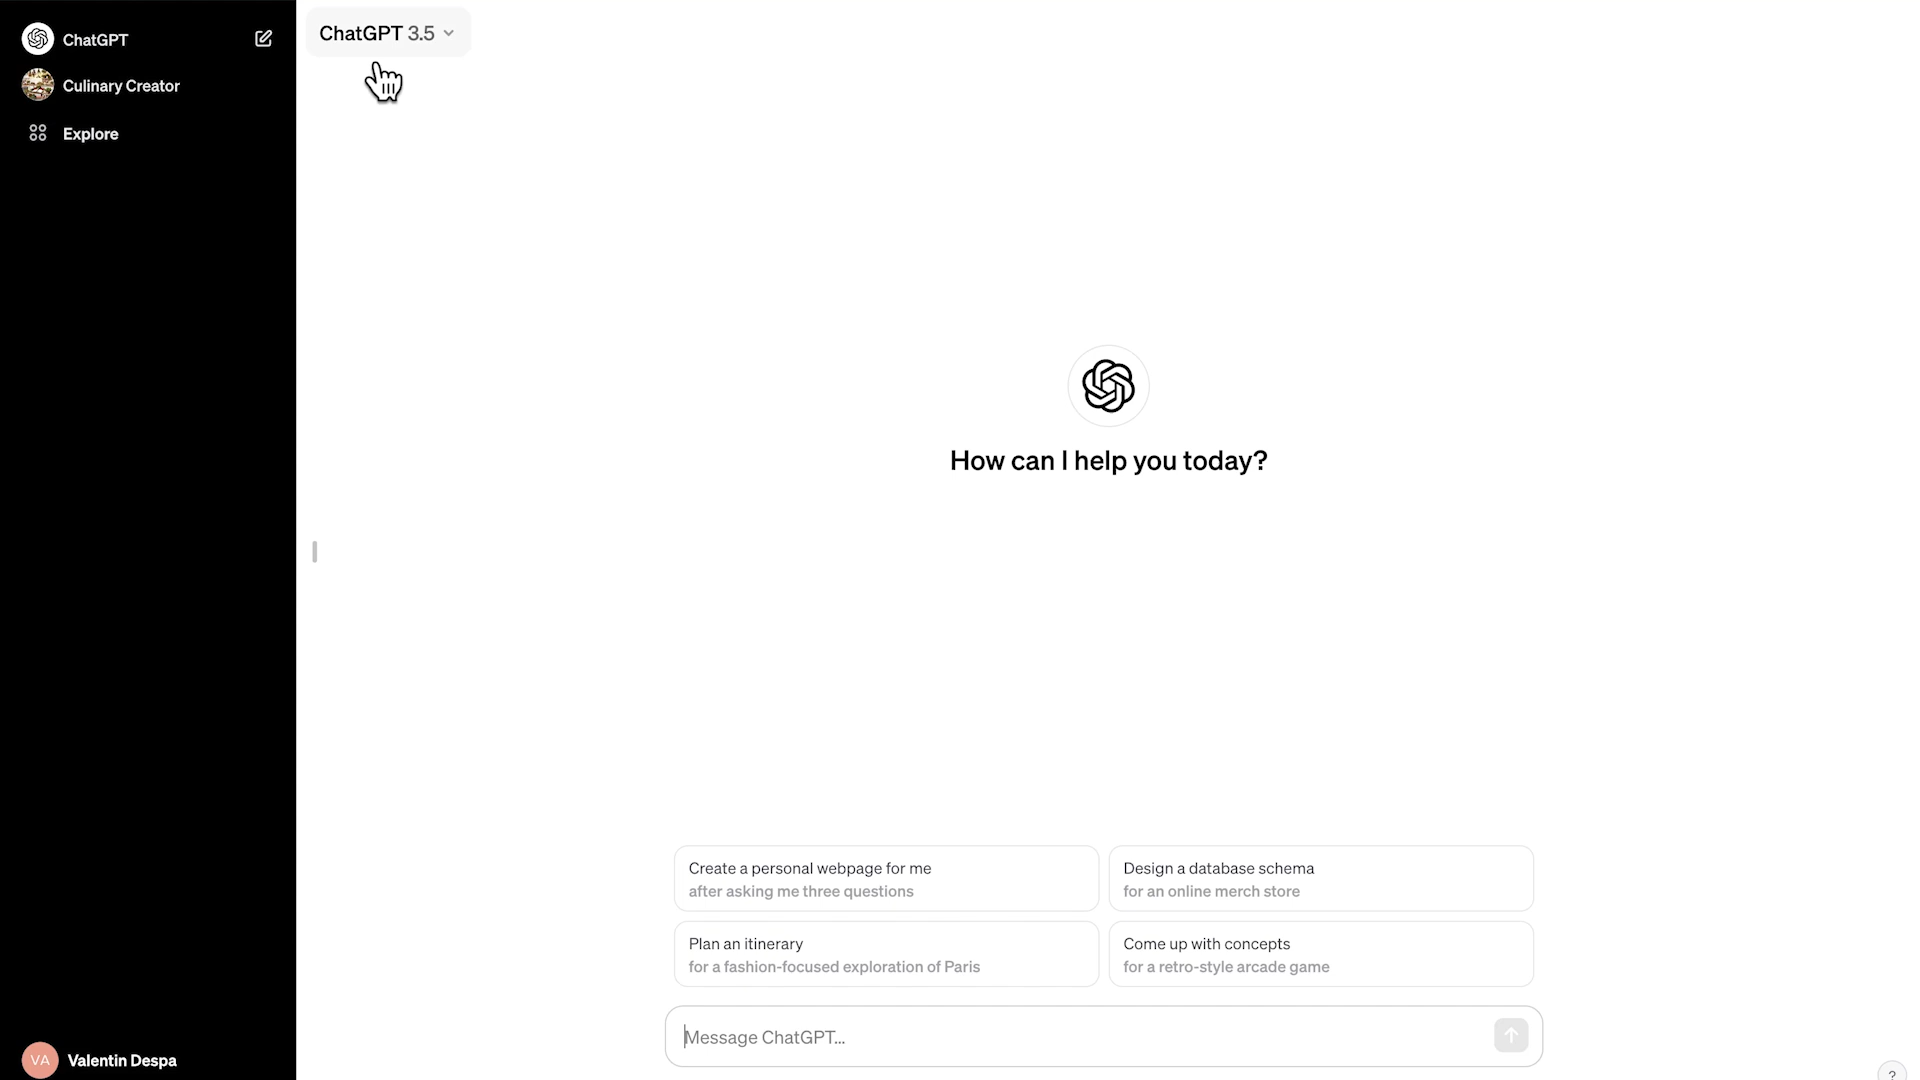 ChatGPT
Culinary Creator
Explore
ChatGPT 3.5
How can I help you today?
Create a personal webpage for me
after asking me three questions
Design a database schema
for an online merch store
Plan an itinerary
for a fashion-focused exploration of Paris
Come up with concepts
for a retro-style arcade game
Message ChatGPT...
VA
Valentin Despa
?